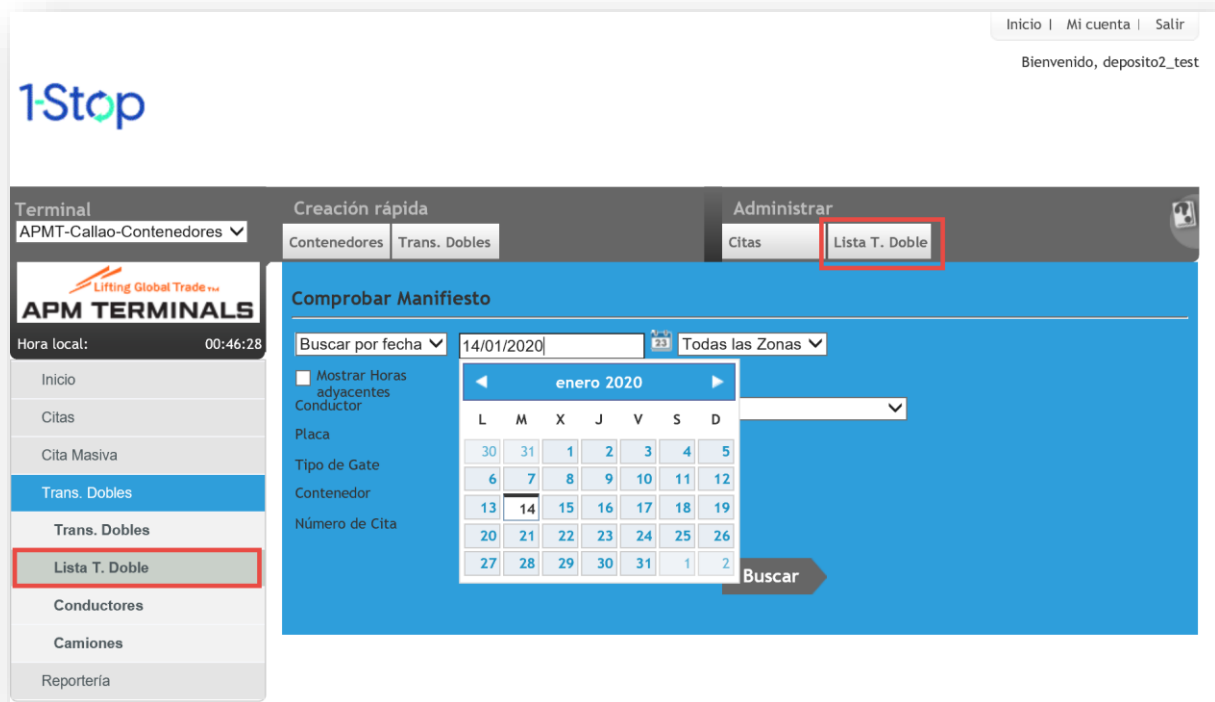 Inicio | Mi cuenta | Salir
Bienvenido, deposito2_test
1-Stop
Terminal
APMT-Callao-Contenedores
Creación rápida
Contenedores
Trans. Dobles
Administrar
Citas
Lista T. Doble
Lifting Global Trade™
APM TERMINALS
Hora local: 00:46:28
Inicio
Citas
Cita Masiva
Trans. Dobles
Trans. Dobles
Lista T. Doble
Conductores
Camiones
Reportería
Comprobar Manifiesto
Buscar por fecha
14/01/2020
23
Todas las Zonas
Mostrar Horas
adyacentes
Conductor
Placa
Tipo de Gate
Contenedor
Número de Cita
enero 2020
L M X J V S D
30 31 1 2 3 4 5
6 7 8 9 10 11 12
13 14 15 16 17 18 19
20 21 22 23 24 25 26
27 28 29 30 31 1 2
Buscar